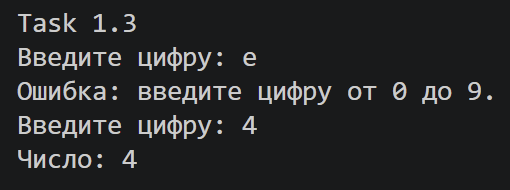 Task 1.3
Введите цифру: е
Ошибка: введите цифру от 0 до 9.
Введите цифру: 4
Число: 4